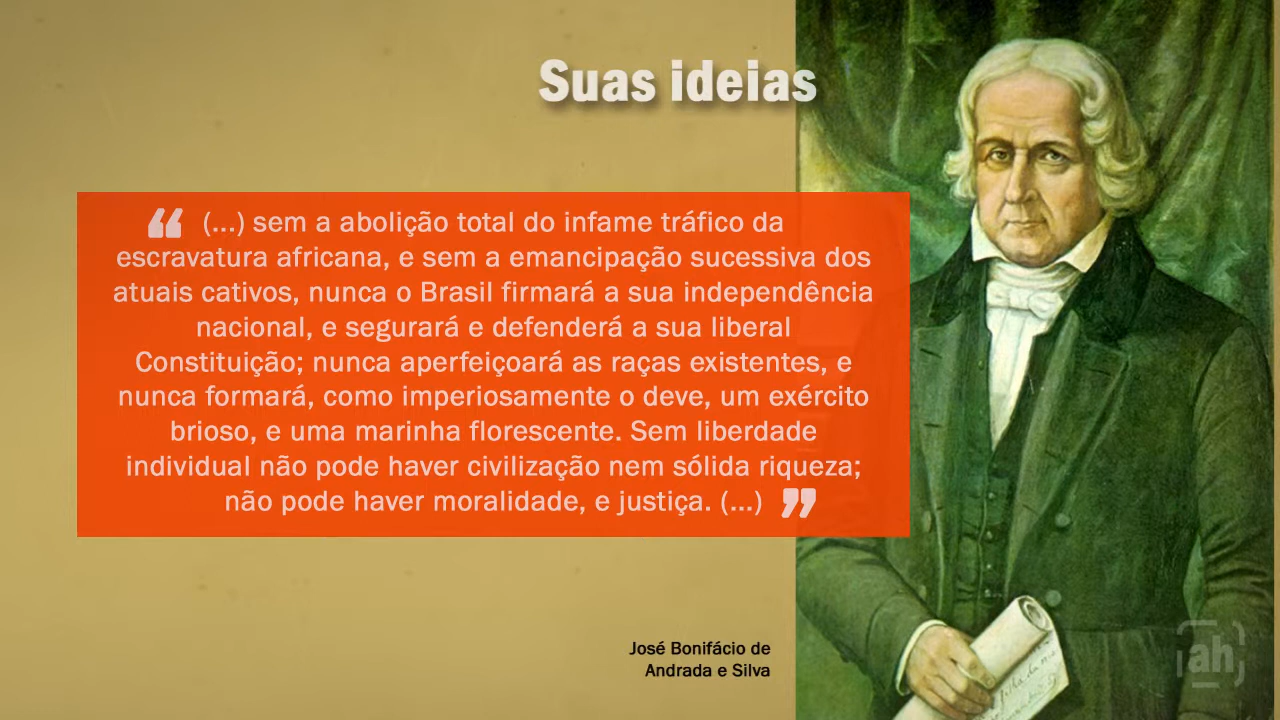 Suas ideias
“ (...) sem a abolição total do infame tráfico da
escravatura africana, e sem a emancipação sucessiva dos
atuais cativos, nunca o Brasil firmará a sua independência
nacional, e segurará e defenderá a sua liberal
Constituição; nunca aperfeiçoará as raças existentes, e
nunca formará, como imperiosamente o deve, um exército
brioso, e uma marinha florescente. Sem liberdade
individual não pode haver civilização nem sólida riqueza;
não pode haver moralidade, e justiça. (...) ”
José Bonifácio de
Andrada e Silva
ah